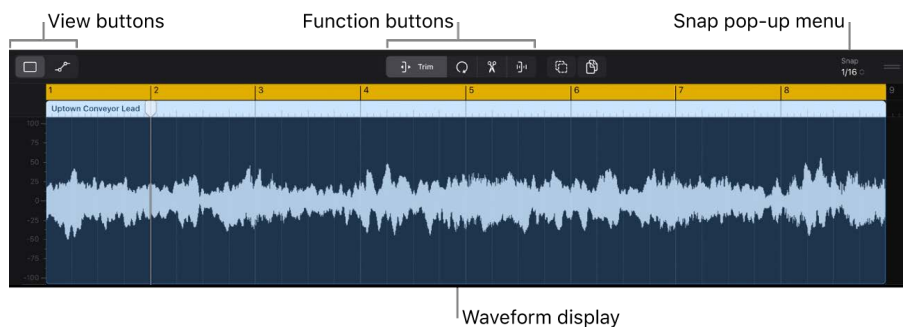 View buttons
Function buttons
Snap pop-up menu
Trim
Snap
1/16
1 2 3 4 5 6 7 8 9
Uptown Conveyor Lead
100
75
50
25
0
-25
-50
-75
-100
Waveform display